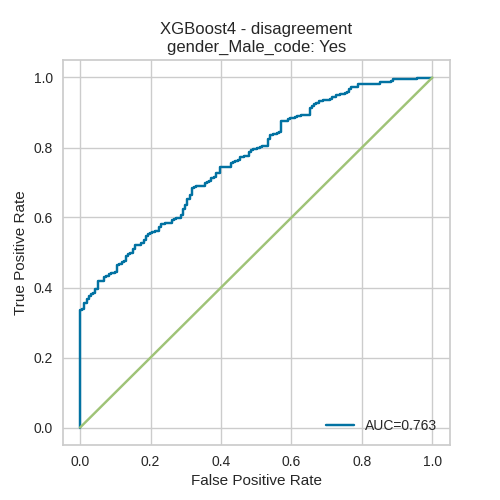 XGBoost4 - disagreement
gender_Male_code: Yes
True Positive Rate
1.0
0.8
0.6
0.4
0.2
0.0
AUC=0.763
0.0 0.2 0.4 0.6 0.8 1.0
False Positive Rate